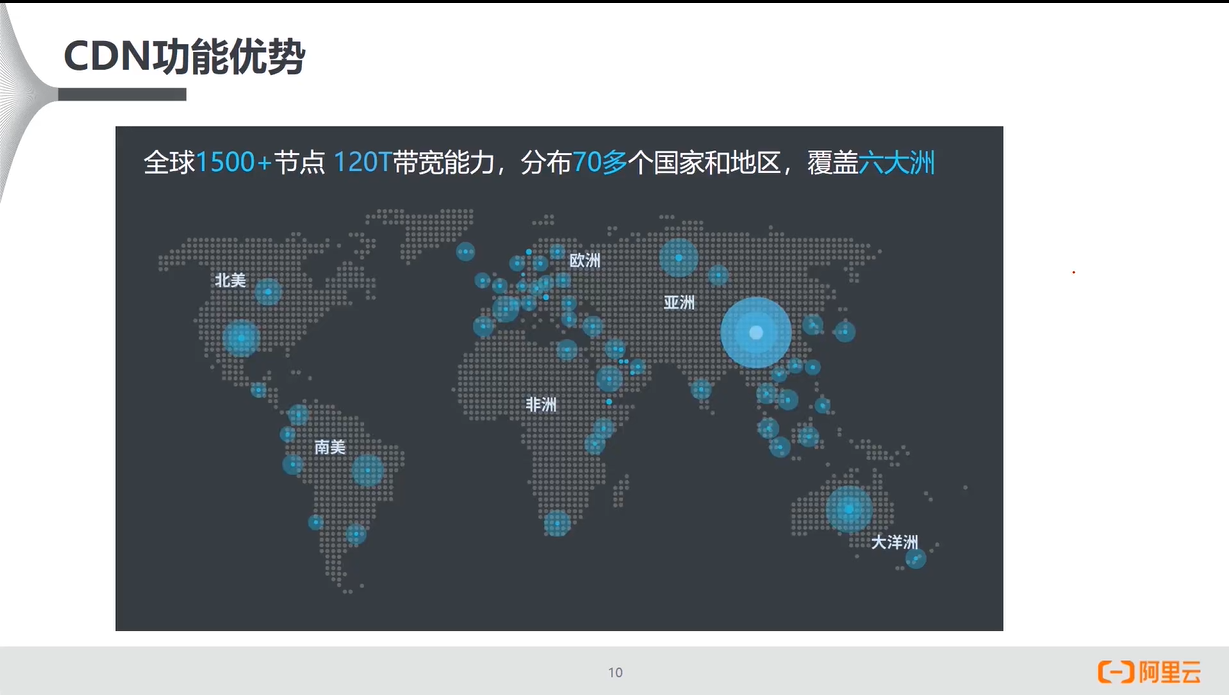 CDN功能优势
全球1500+节点 120T带宽能力，分布70多个国家和地区，覆盖六大洲
欧洲
北美
亚洲
非洲
南美
大洋洲
10
阿里云